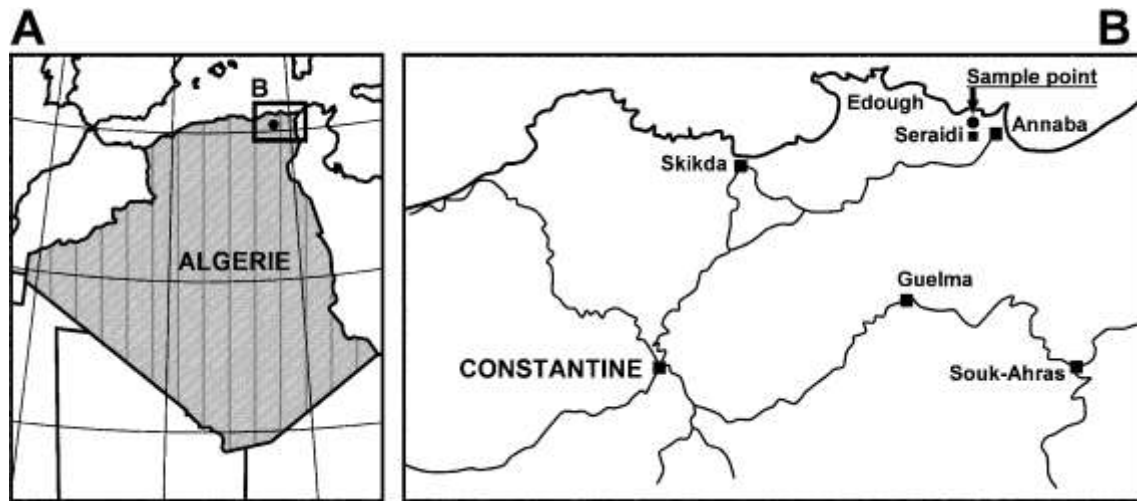 A
B
B
ALGERIE
Sample point
Edough
Seraidi
Annaba
Skikda
Guelma
CONSTANTINE
Souk-Ahras